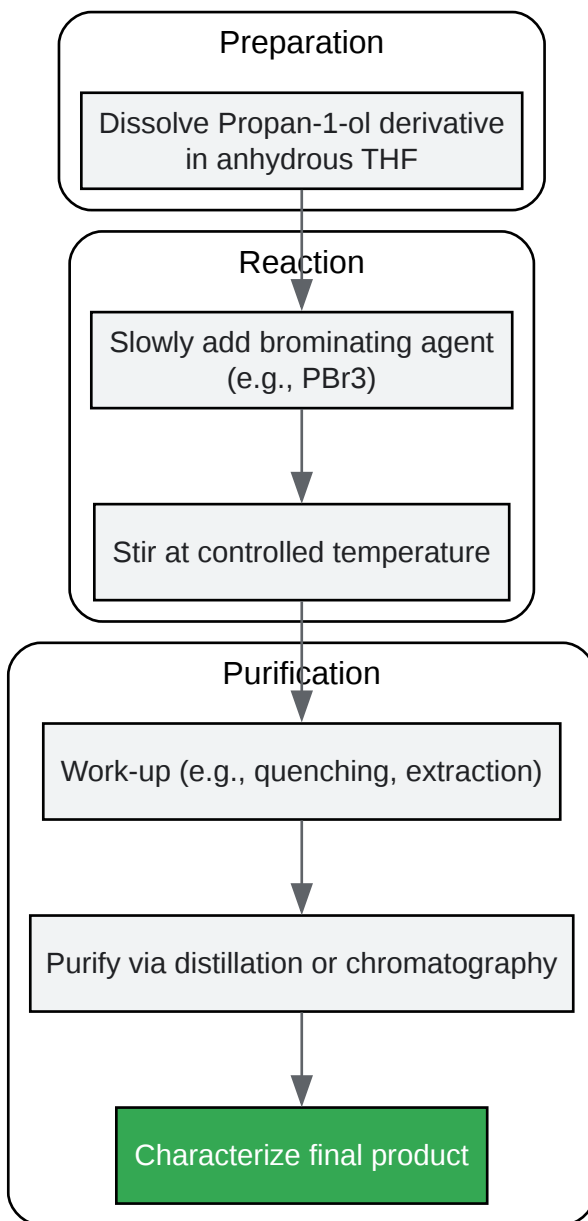 Preparation
Dissolve Propan-1-ol derivative
in anhydrous THF
Reaction
Slowly add brominating agent
(e.g., PBr3)
Stir at controlled temperature
Purification
Work-up (e.g., quenching, extraction)
Purify via distillation or chromatography
Characterize final product